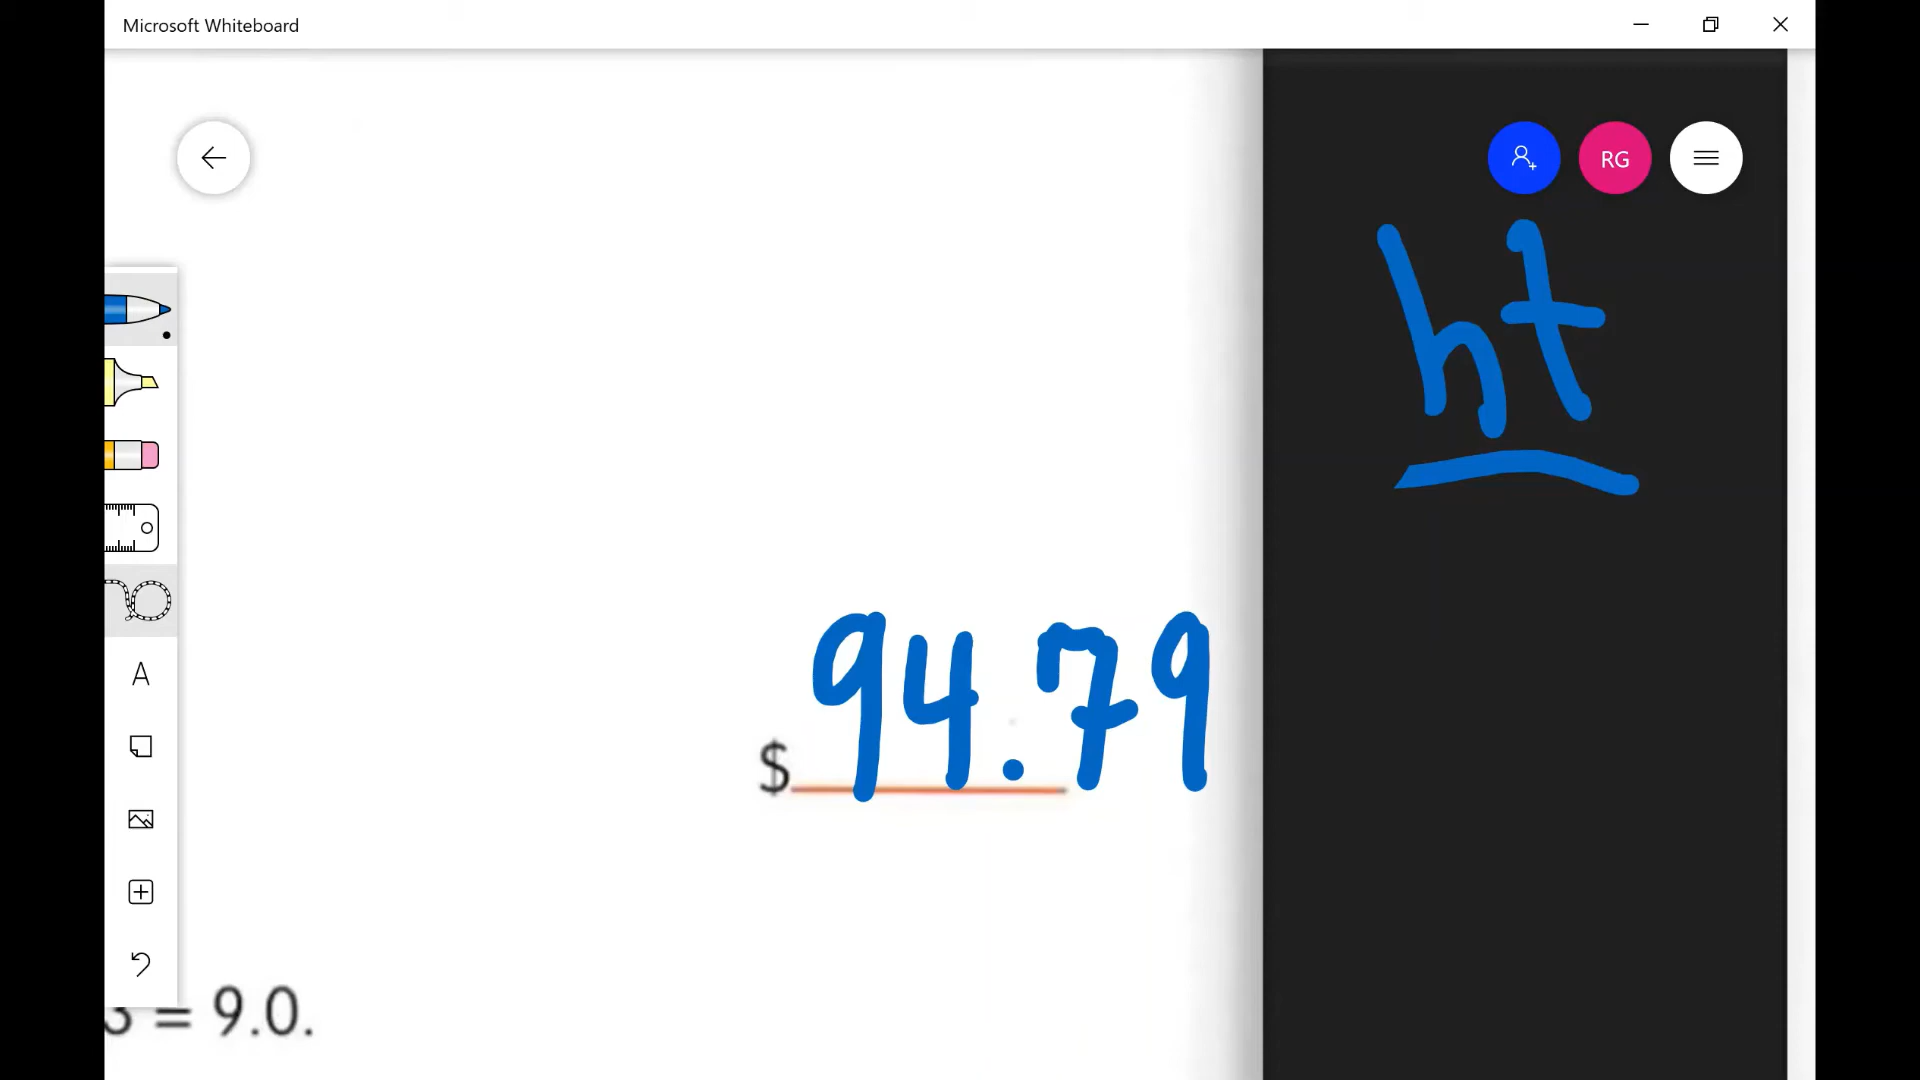 Microsoft Whiteboard
RG
ht
$94.79
A
= 9.0.